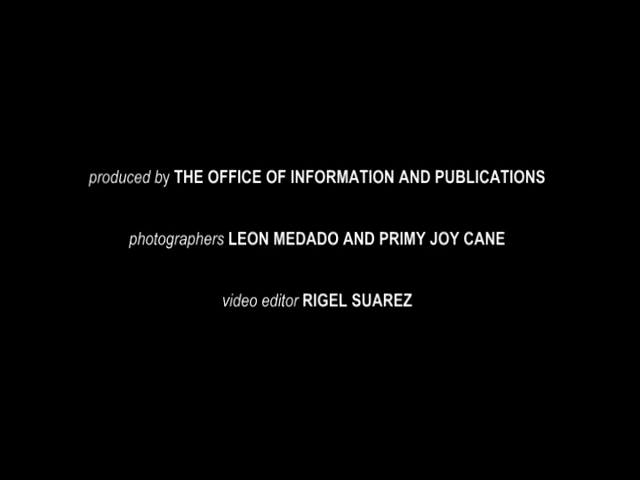 produced by THE OFFICE OF INFORMATION AND PUBLICATIONS
photographers LEON MEDADO AND PRIMY JOY CANE
video editor RIGEL SUAREZ